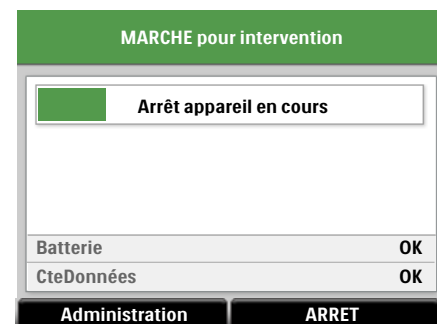 MARCHE pour intervention
Arrêt appareil en cours
Batterie OK
CteDonnées OK
Administration ARRET